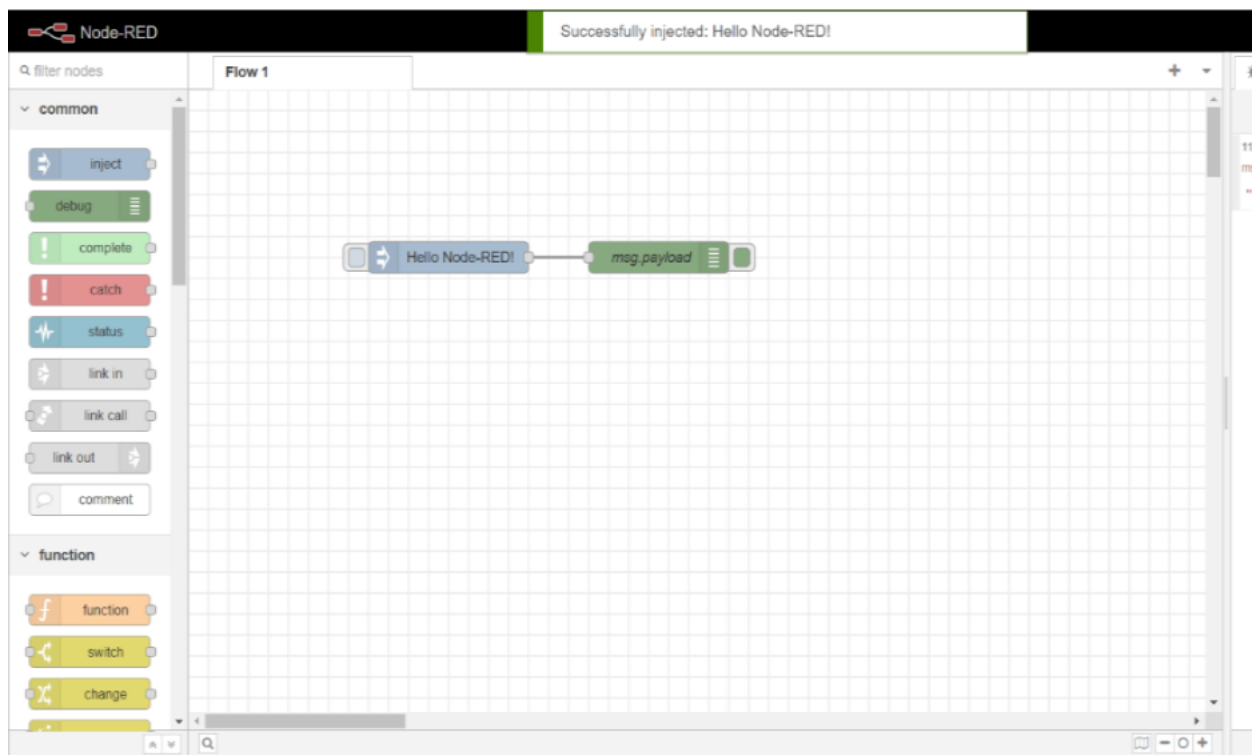 Node-RED
Successfully injected: Hello Node-RED!
filter nodes
Flow 1
common
inject
debug
complete
catch
status
link in
link call
link out
comment
function
function
switch
change
Hello Node-RED!
msg.payload
11